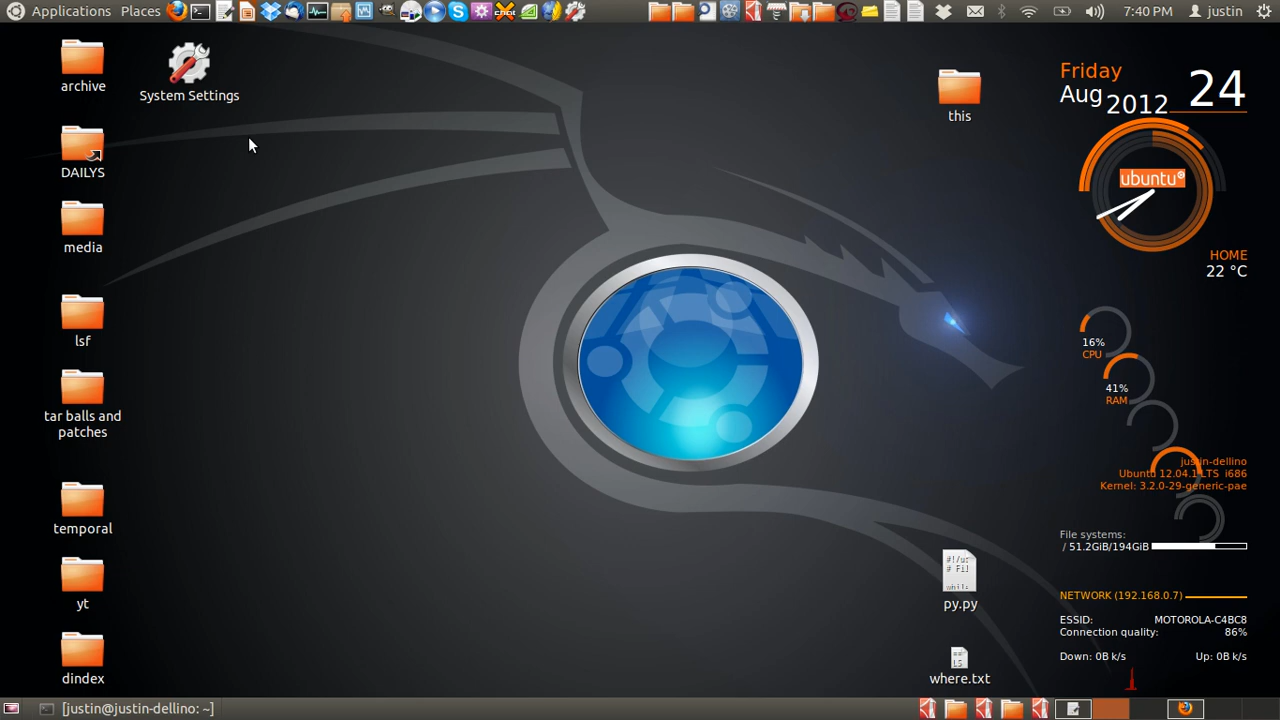 Applications Places
7:40 PM justin
archive
System Settings
DAILYS
media
lsf
tar balls and
patches
temporal
yt
dindex
this
#!/u
# Fil
while
py.py
where.txt
Friday
Aug 2012 24
ubuntu
HOME
22 °C
16%
CPU
41%
RAM
justin-dellino
Ubuntu 12.04.1 LTS i686
Kernel: 3.2.0-29-generic-pae
File systems:
/ 51.2GiB/194GiB
NETWORK (192.168.0.7)
ESSID: MOTOROLA-C4BC8
Connection quality: 86%
Down: 0B k/s Up: 0B k/s
[justin@justin-dellino: ~]